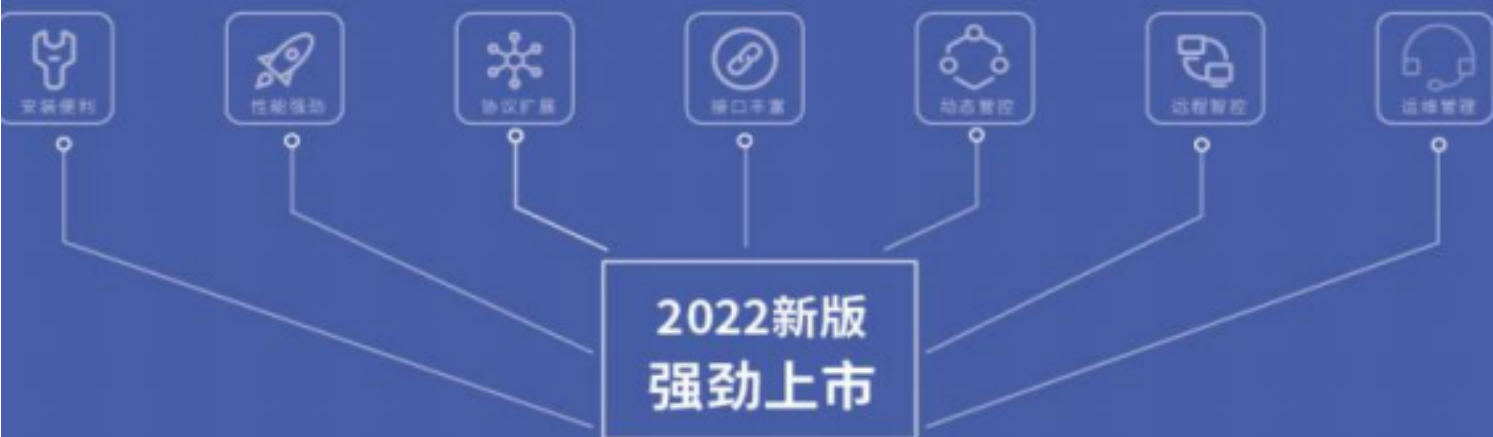 安装便利
性能强劲
协议扩展
接口丰富
动态管控
远程智控
运维管理
2022新版
强劲上市